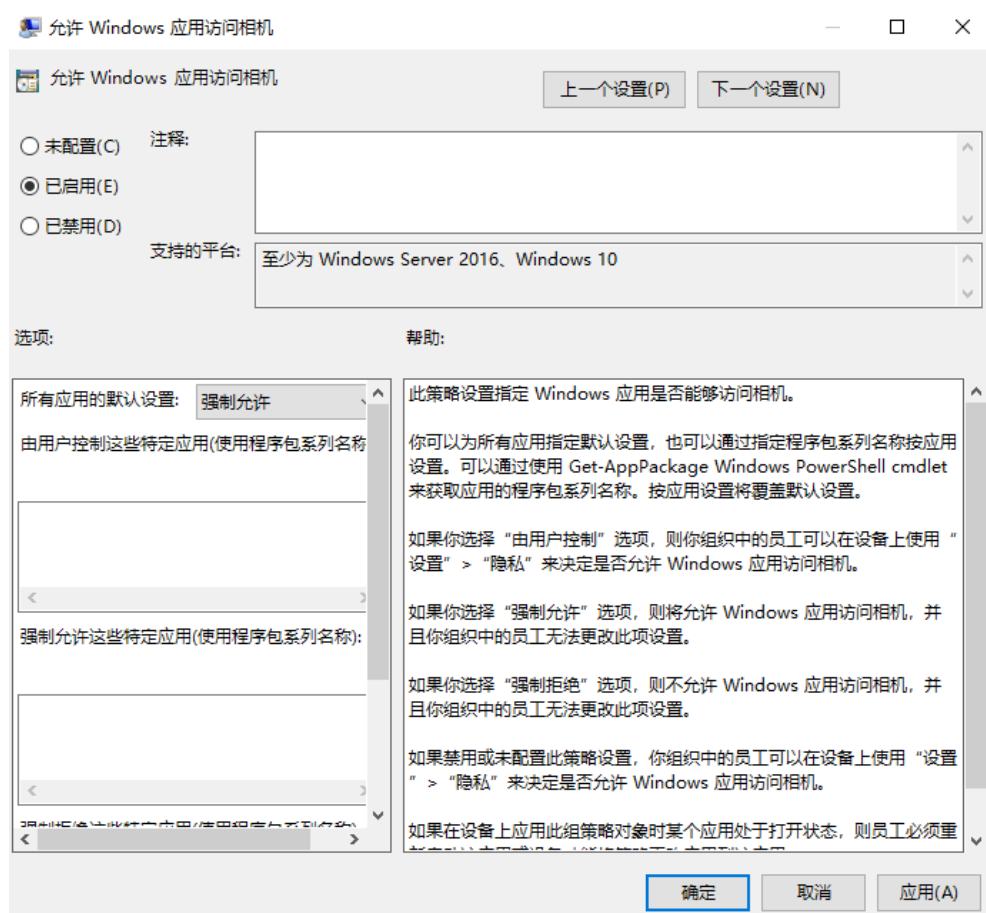 允许 Windows 应用访问相机
允许 Windows 应用访问相机
上一个设置(P)
下一个设置(N)
未配置(C)
已启用(E)
已禁用(D)
注释:
支持的平台:
至少为 Windows Server 2016、Windows 10
选项:
帮助:
所有应用的默认设置:
强制允许
由用户控制这些特定应用(使用程序包系列名称
强制允许这些特定应用(使用程序包系列名称):
强制拒绝这些特定应用(使用程序包系列名称)
此策略设置指定 Windows 应用是否能够访问相机。
你可以为所有应用指定默认设置，也可以通过指定程序包系列名称按应用
设置。可以通过使用 Get-AppPackage Windows PowerShell cmdlet
来获取应用的程序包系列名称。按应用设置将覆盖默认设置。
如果你选择“由用户控制”选项，则你组织中的员工可以在设备上使用“
设置”>“隐私”来决定是否允许 Windows 应用访问相机。
如果你选择“强制允许”选项，则将允许 Windows 应用访问相机，并
且你组织中的员工无法更改此项设置。
如果你选择“强制拒绝”选项，则不允许 Windows 应用访问相机，并
且你组织中的员工无法更改此项设置。
如果禁用或未配置此策略设置，你组织中的员工可以在设备上使用“设置
”>“隐私”来决定是否允许 Windows 应用访问相机。
如果在设备上应用此组策略对象时某个应用处于打开状态，则员工必须重
确定
取消
应用(A)